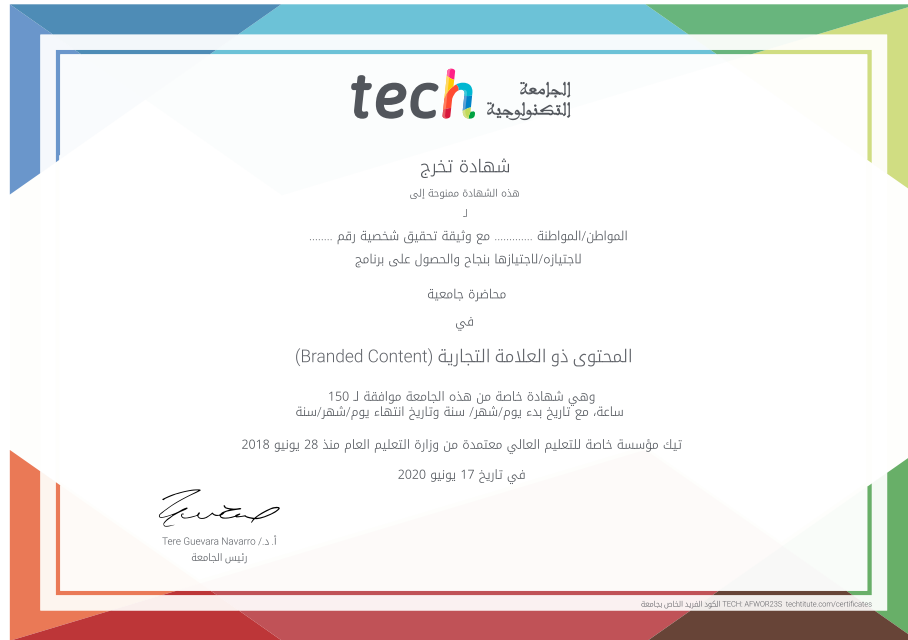 tech الجامعة
التكنولوجية
شهادة تخرج
هذه الشهادة ممنوحة إلى
لـ
المواطن/المواطنة ............. مع وثيقة تحقيق شخصية رقم ........
لاجتيازه/لاجتيازها بنجاح والحصول على برنامج
محاضرة جامعية
في
المحتوى ذو العلامة التجارية (Branded Content)
وهي شهادة خاصة من هذه الجامعة موافقة لـ 150
ساعة، مع تاريخ بدء يوم/شهر/ سنة وتاريخ انتهاء يوم/شهر/سنة
تيك مؤسسة خاصة للتعليم العالي معتمدة من وزارة التعليم العام منذ 28 يونيو 2018
في تاريخ 17 يونيو 2020
أ. د./ Tere Guevara Navarro
رئيس الجامعة
الكود الفريد الخاص بجامعة TECH: AFWOR23S techtitute.com/certificates